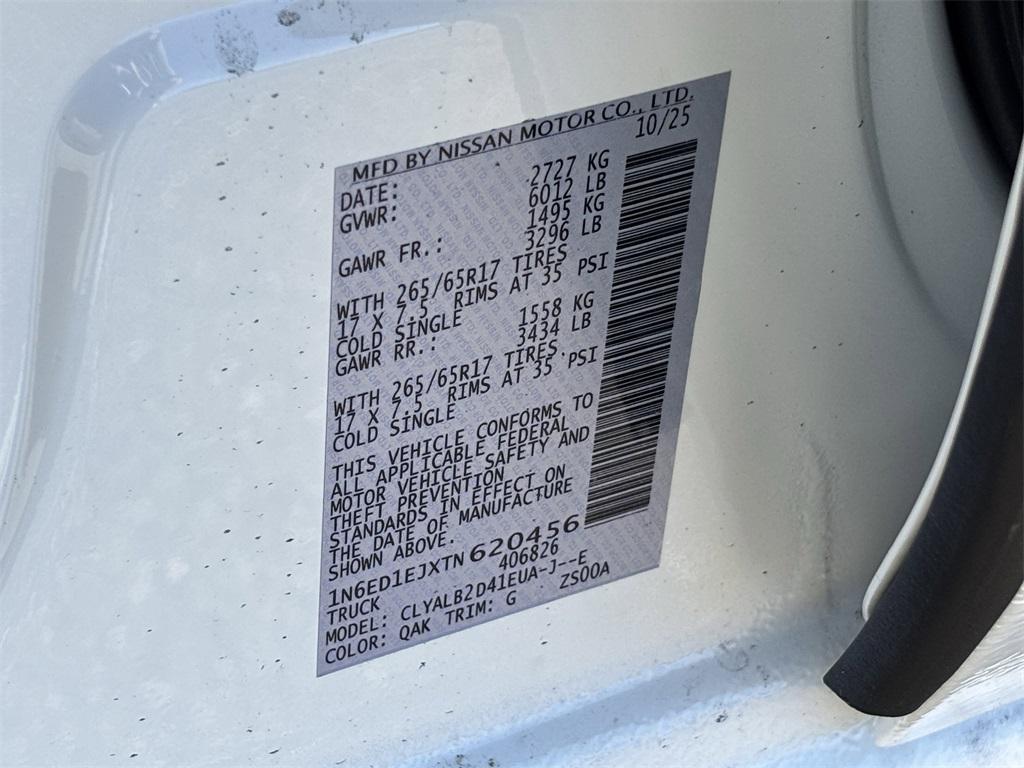 MFD BY NISSAN MOTOR CO., LTD.
DATE: 10/25
GVWR: 2727 KG
6012 LB
GAWR FR.: 1495 KG
3296 LB
WITH 265/65R17 TIRES
17 X 7.5 RIMS AT 35 PSI
COLD SINGLE
GAWR RR.: 1558 KG
3434 LB
WITH 265/65R17 TIRES,
17 X 7.5 RIMS AT 35 PSI
COLD SINGLE
THIS VEHICLE CONFORMS TO
ALL APPLICABLE FEDERAL
MOTOR VEHICLE SAFETY AND
THEFT PREVENTION
STANDARDS IN EFFECT ON
THE DATE OF MANUFACTURE
SHOWN ABOVE.
1N6ED1EJXTN620456
TRUCK 406826
MODEL: CLYALB2D41EUA-J--E
COLOR: QAK TRIM: G ZS00A